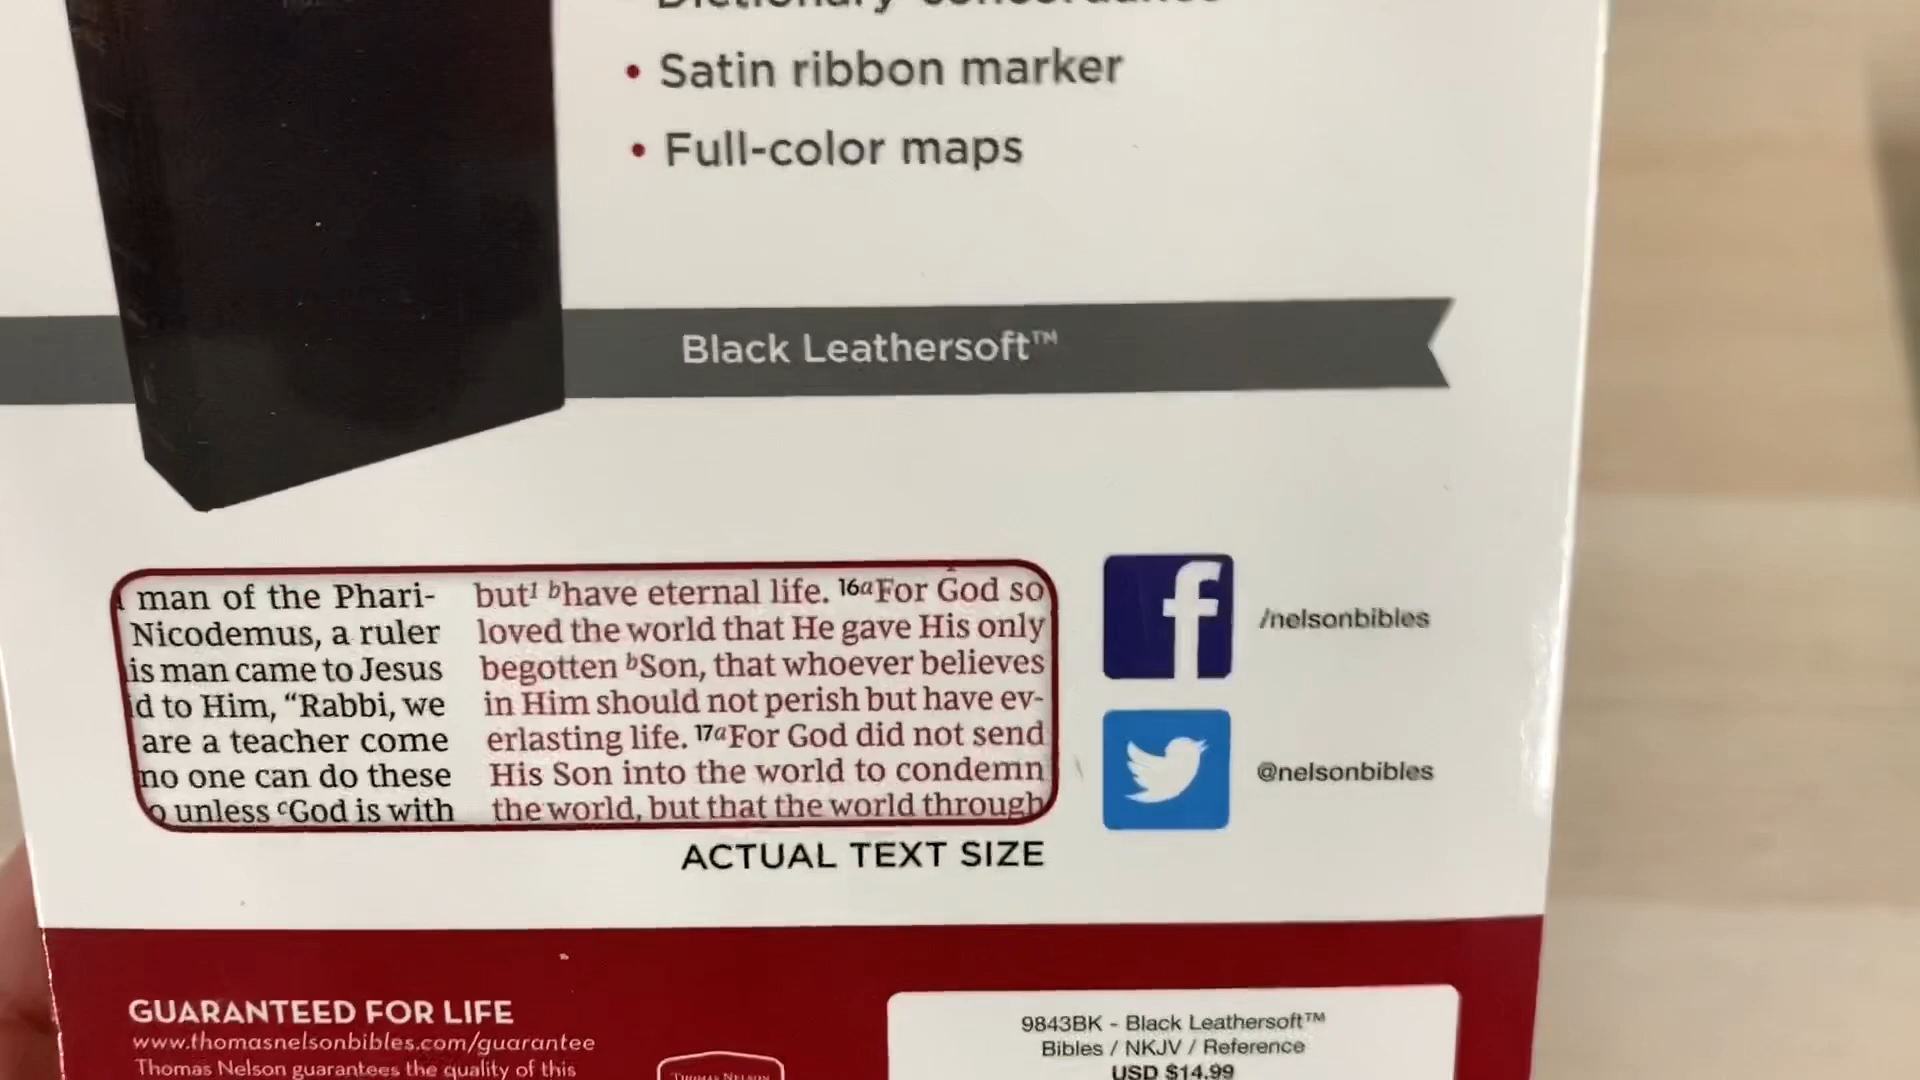 Dictionary-concordance
• Satin ribbon marker
• Full-color maps
Black Leathersoft™
man of the Phari-
Nicodemus, a ruler
is man came to Jesus
d to Him, “Rabbi, we
are a teacher come
no one can do these
o unless cGod is with
but1 bhave eternal life. 16aFor God so
loved the world that He gave His only
begotten bSon, that whoever believes
in Him should not perish but have ev-
erlasting life. 17aFor God did not send
His Son into the world to condemn
the world, but that the world through
ACTUAL TEXT SIZE
f
/nelsonbibles
@nelsonbibles
GUARANTEED FOR LIFE
www.thomasnelsonbibles.com/guarantee
Thomas Nelson guarantees the quality of this
THOMAS NELSON
9843BK - Black Leathersoft™
Bibles / NKJV / Reference
USD $14.99